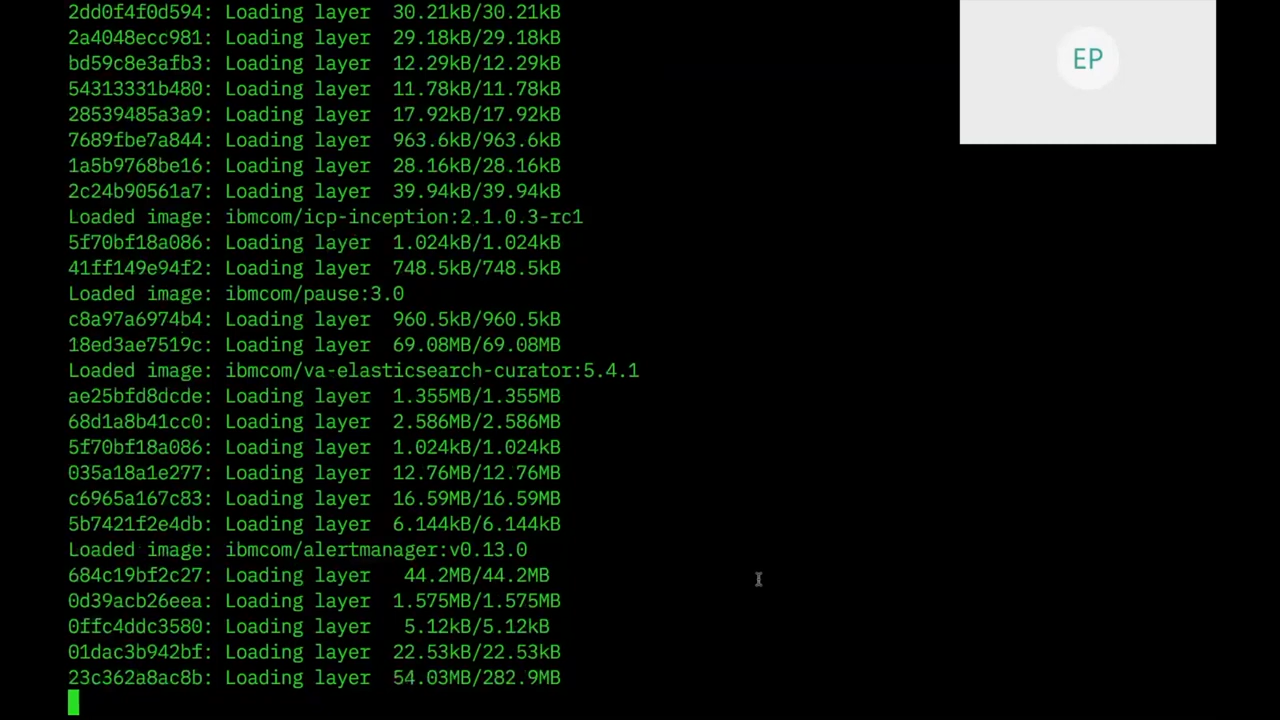 2dd0f4f0d594: Loading layer  30.21kB/30.21kB
2a4048ecc981: Loading layer  29.18kB/29.18kB
bd59c8e3afb3: Loading layer  12.29kB/12.29kB
54313331b480: Loading layer  11.78kB/11.78kB
28539485a3a9: Loading layer  17.92kB/17.92kB
7689fbe7a844: Loading layer  963.6kB/963.6kB
1a5b9768be16: Loading layer  28.16kB/28.16kB
2c24b90561a7: Loading layer  39.94kB/39.94kB
Loaded image: ibmcom/icp-inception:2.1.0.3-rc1
5f70bf18a086: Loading layer  1.024kB/1.024kB
41ff149e94f2: Loading layer  748.5kB/748.5kB
Loaded image: ibmcom/pause:3.0
c8a97a6974b4: Loading layer  960.5kB/960.5kB
18ed3ae7519c: Loading layer  69.08MB/69.08MB
Loaded image: ibmcom/va-elasticsearch-curator:5.4.1
ae25bfd8dcde: Loading layer  1.355MB/1.355MB
68d1a8b41cc0: Loading layer  2.586MB/2.586MB
5f70bf18a086: Loading layer  1.024kB/1.024kB
035a18a1e277: Loading layer  12.76MB/12.76MB
c6965a167c83: Loading layer  16.59MB/16.59MB
5b7421f2e4db: Loading layer  6.144kB/6.144kB
Loaded image: ibmcom/alertmanager:v0.13.0
684c19bf2c27: Loading layer   44.2MB/44.2MB
0d39acb26eea: Loading layer  1.575MB/1.575MB
0ffc4ddc3580: Loading layer   5.12kB/5.12kB
01dac3b942bf: Loading layer  22.53kB/22.53kB
23c362a8ac8b: Loading layer  54.03MB/282.9MB
EP